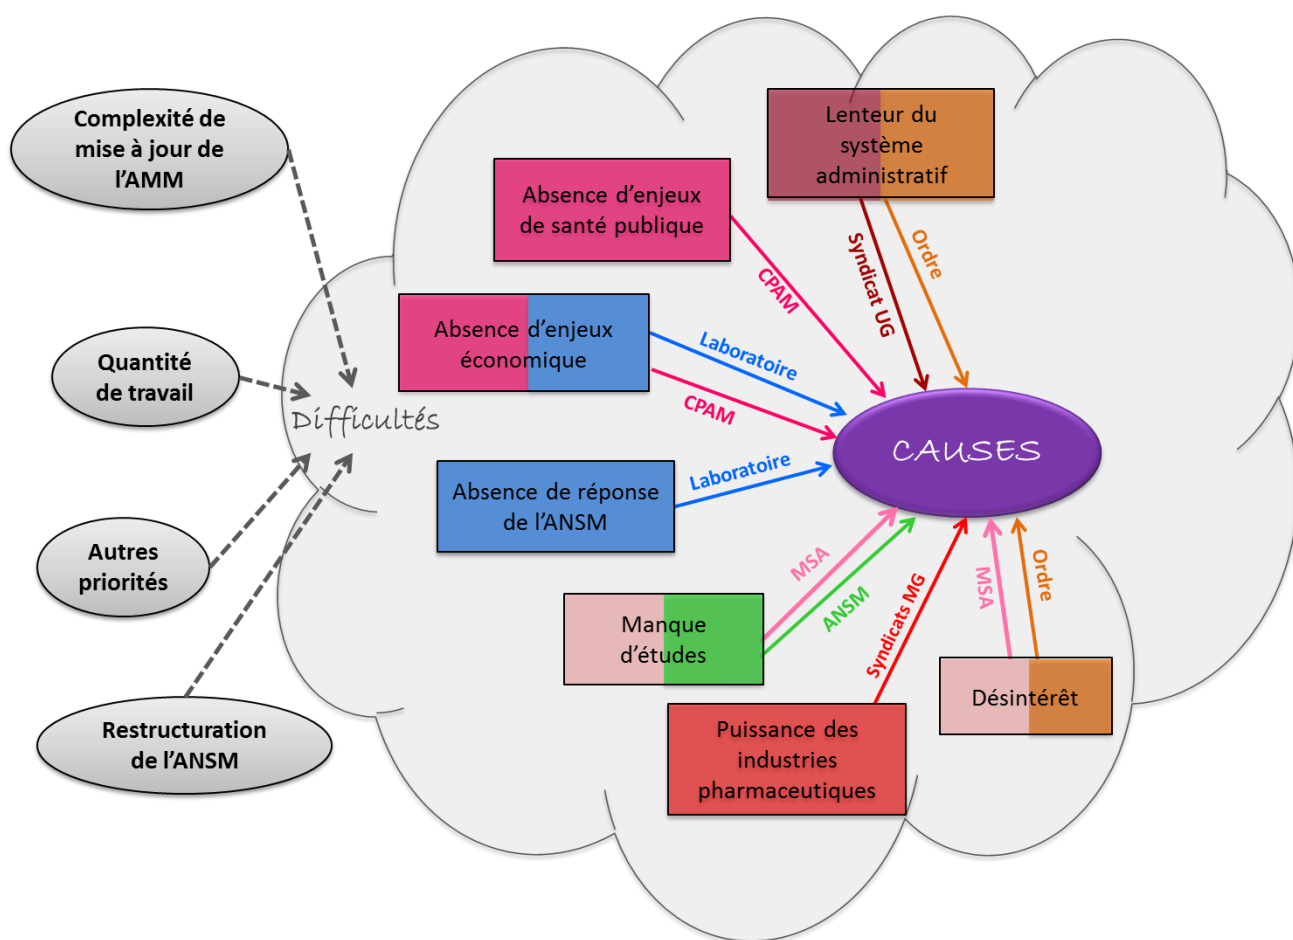 Complexité de
mise à jour de
l'AMM
Quantité
de travail
Autres
priorités
Restructuration
de l'ANSM
Difficultés
Lenteur du
système
administratif
Absence d'enjeux
de santé publique
Absence d'enjeux
économique
Absence de réponse
de l'ANSM
Manque
d'études
Puissance des
industries
pharmaceutiques
Désintérêt
CAUSES
Syndicat UG
Ordre
CPAM
Laboratoire
CPAM
Laboratoire
MSA
ANSM
Syndicats MG
MSA
Ordre